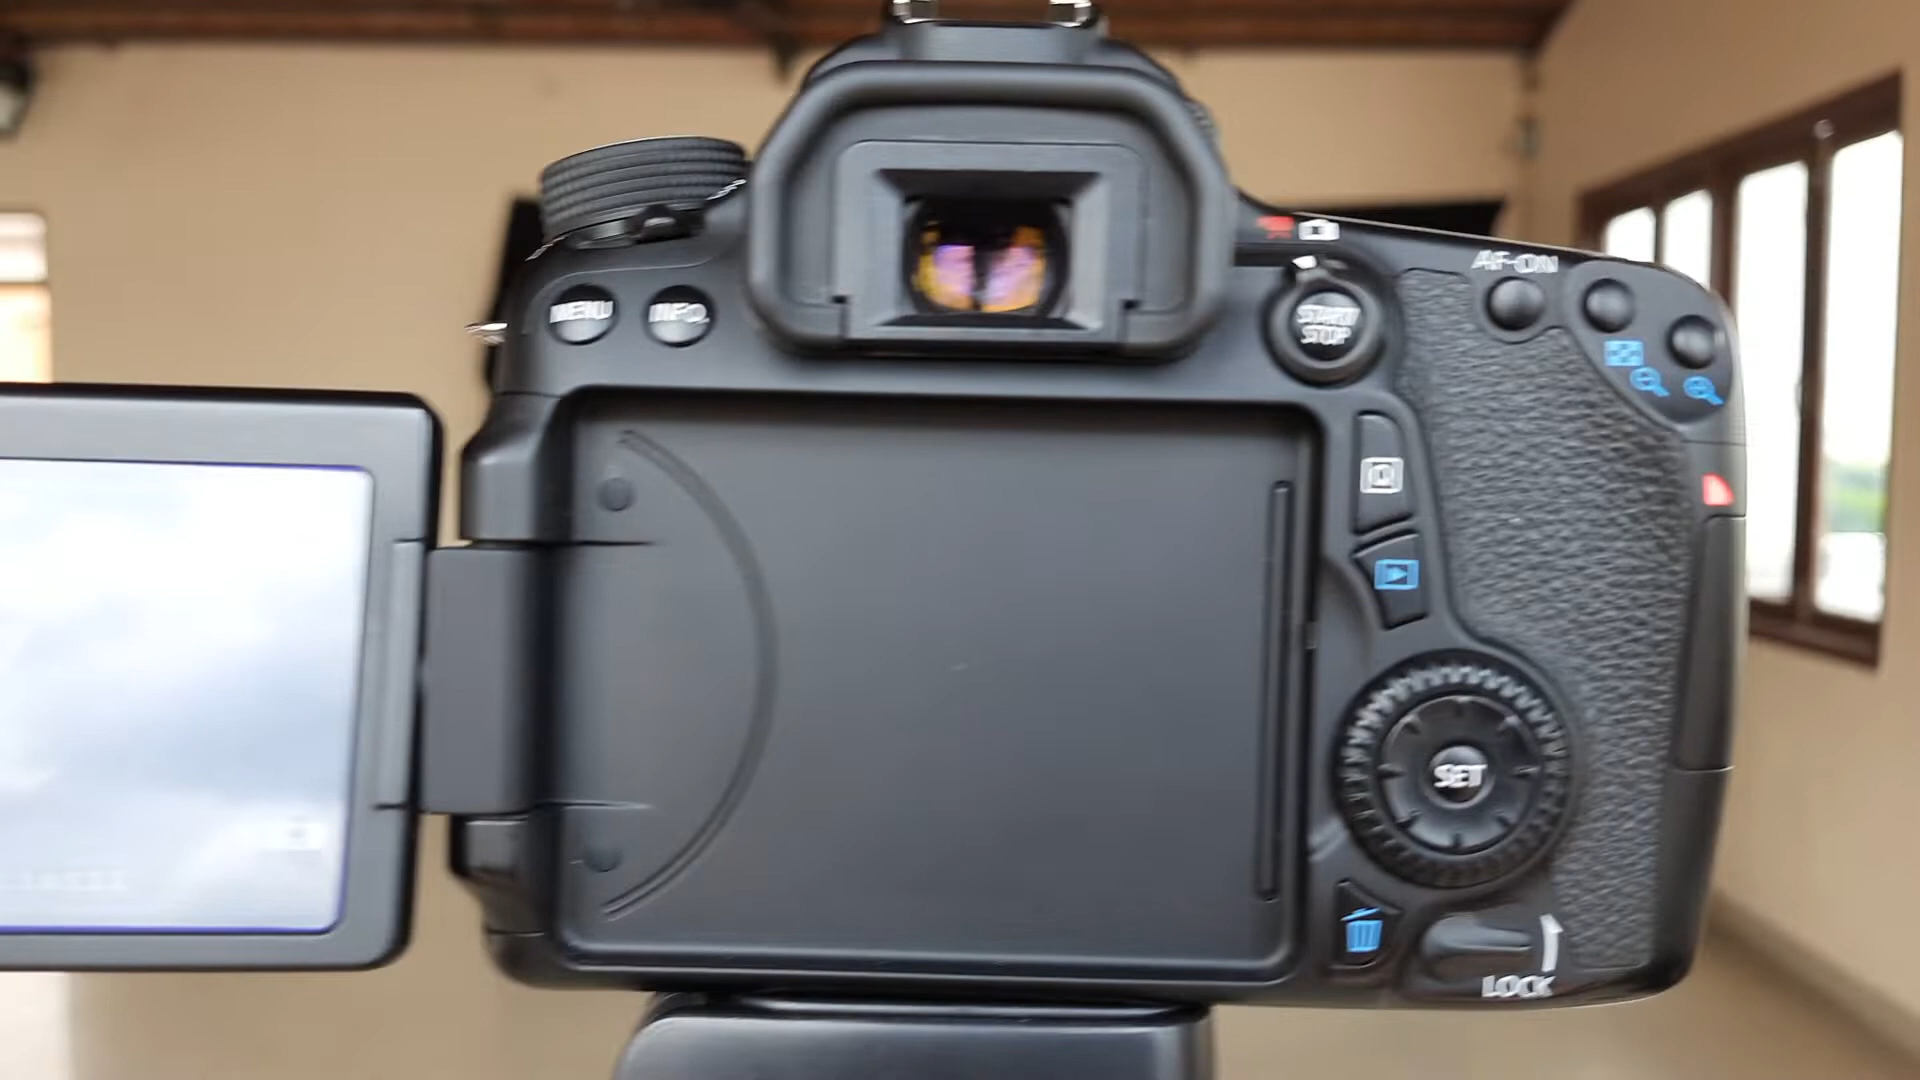 MENU
INFO.
START/
STOP
AF-ON
Q
SET
LOCK